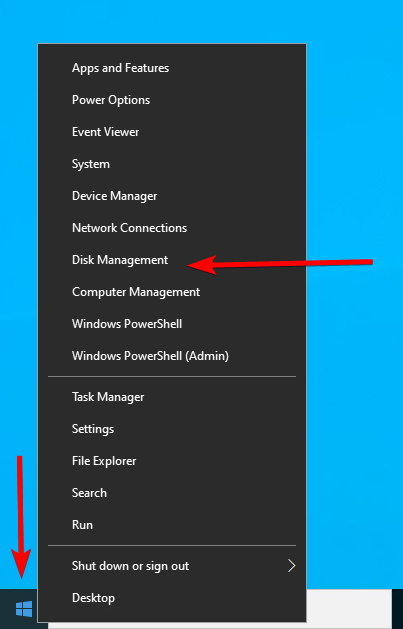 Apps and Features
Power Options
Event Viewer
System
Device Manager
Network Connections
Disk Management
Computer Management
Windows PowerShell
Windows PowerShell (Admin)
Task Manager
Settings
File Explorer
Search
Run
Shut down or sign out
Desktop